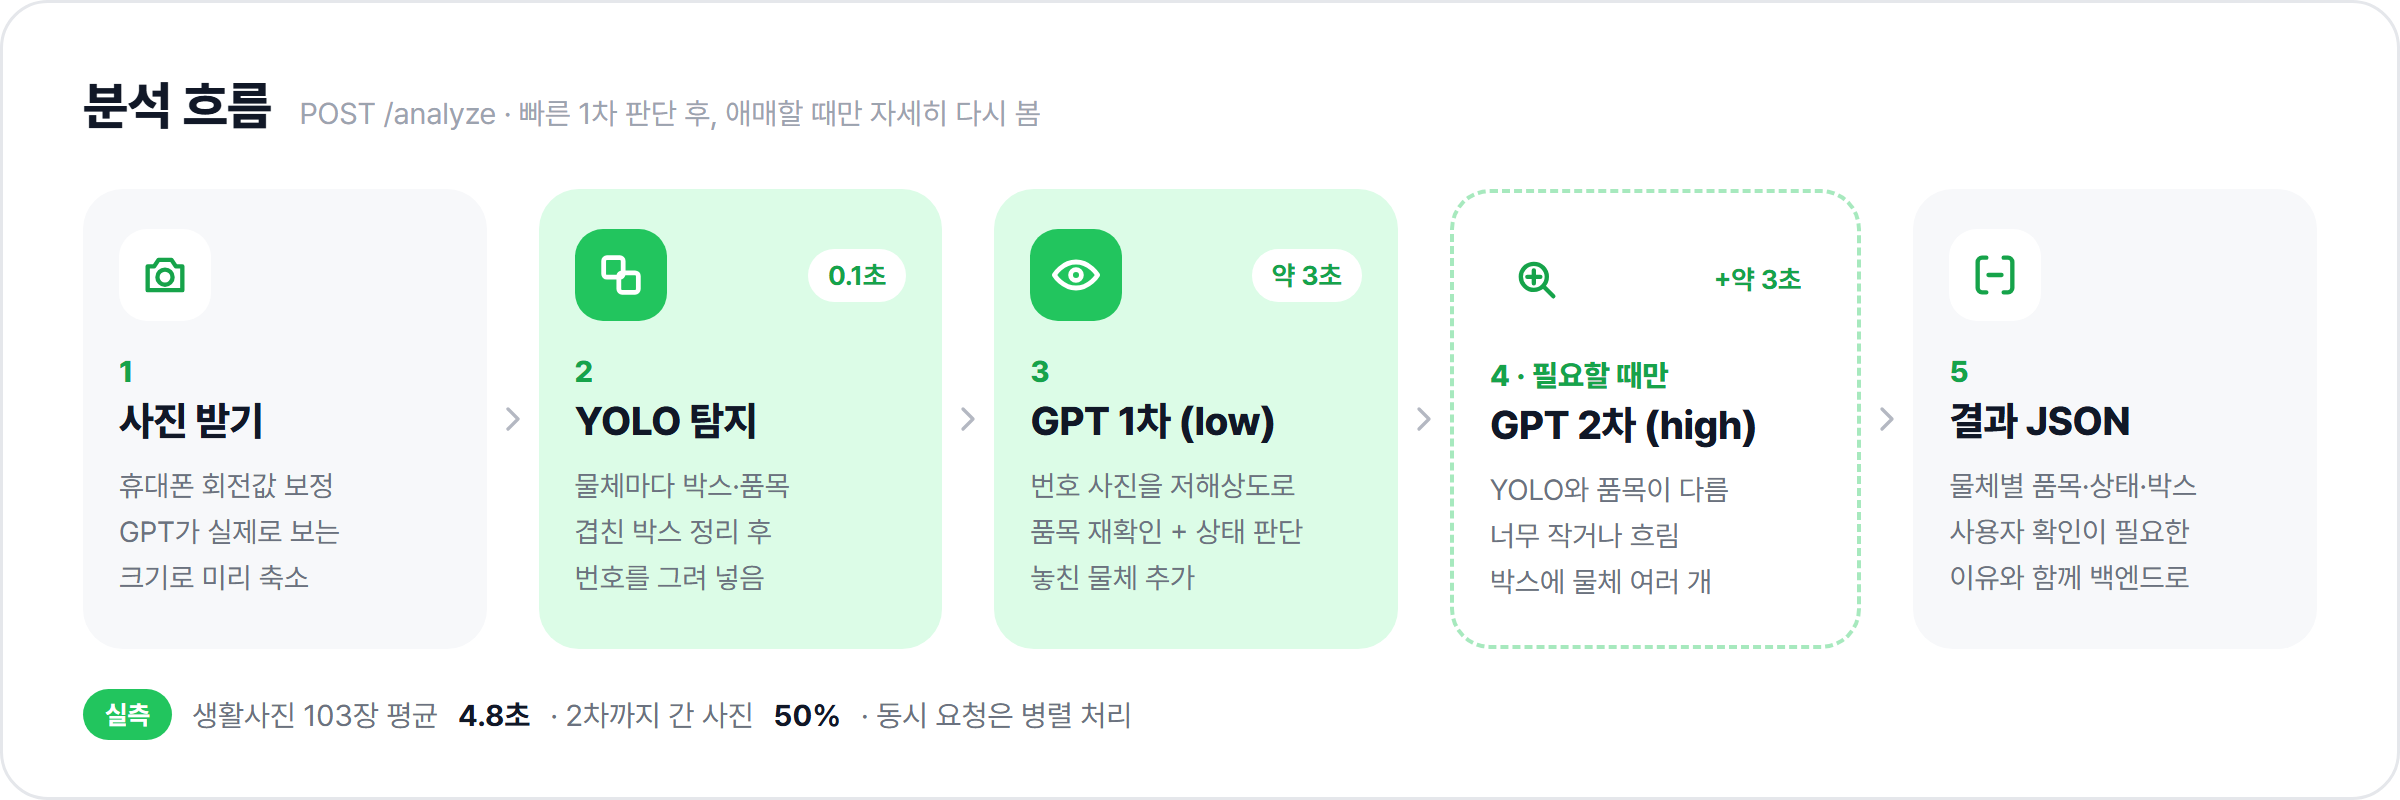 분석 흐름 POST /analyze · 빠른 1차 판단 후, 애매할 때만 자세히 다시 봄
1
사진 받기
휴대폰 회전값 보정
GPT가 실제로 보는
크기로 미리 축소
0.1초
2
YOLO 탐지
물체마다 박스·품목
겹친 박스 정리 후
번호를 그려 넣음
약 3초
3
GPT 1차 (low)
번호 사진을 저해상도로
품목 재확인 + 상태 판단
놓친 물체 추가
+약 3초
4 · 필요할 때만
GPT 2차 (high)
YOLO와 품목이 다름
너무 작거나 흐림
박스에 물체 여러 개
5
결과 JSON
물체별 품목·상태·박스
사용자 확인이 필요한
이유와 함께 백엔드로
실측 생활사진 103장 평균 4.8초 · 2차까지 간 사진 50% · 동시 요청은 병렬 처리